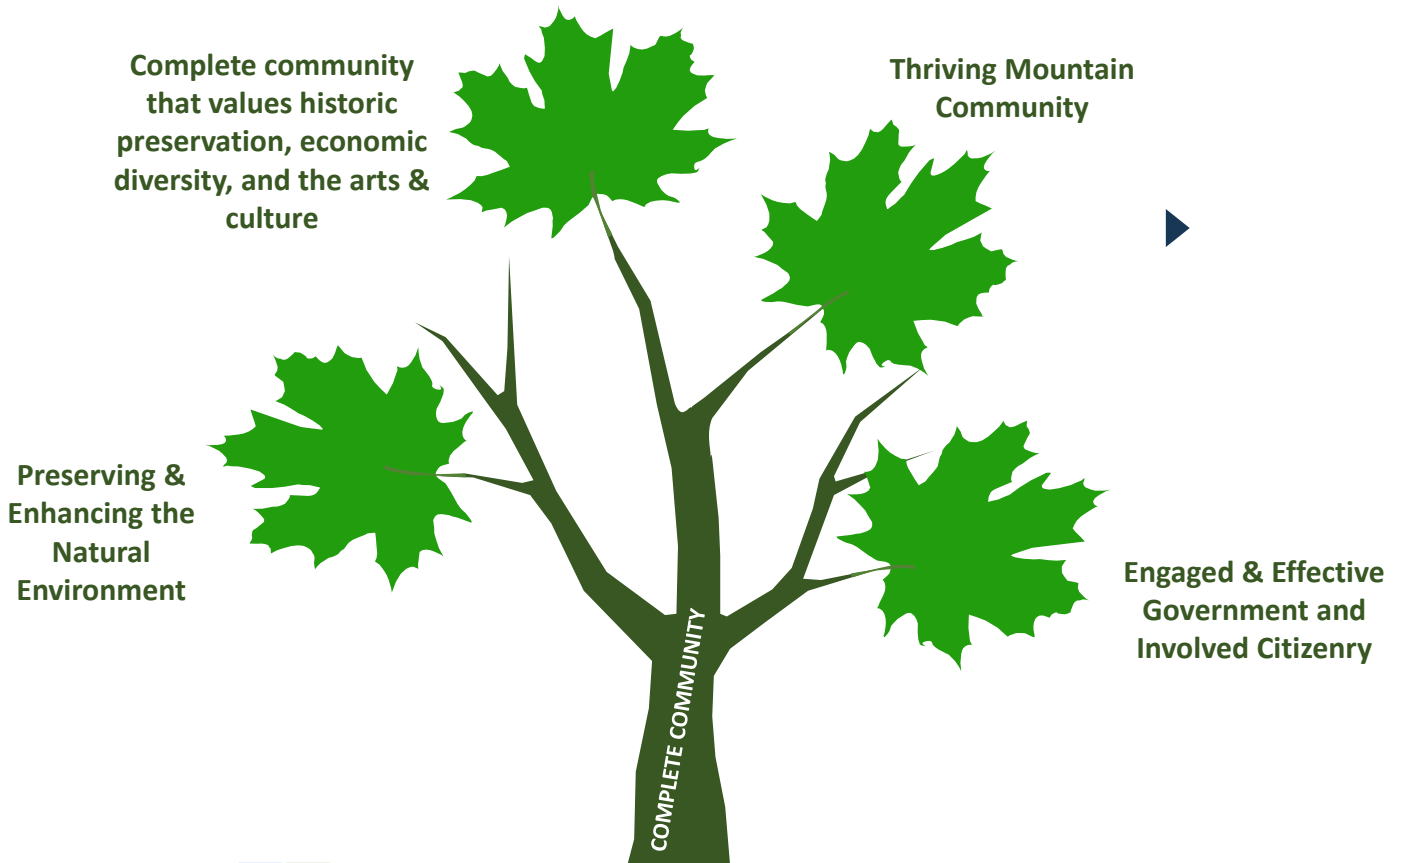 Complete community
that values historic
preservation, economic
diversity, and the arts &
culture
Thriving Mountain
Community
Preserving &
Enhancing the
Natural
Environment
Engaged & Effective
Government and
Involved Citizenry
COMPLETE COMMUNITY